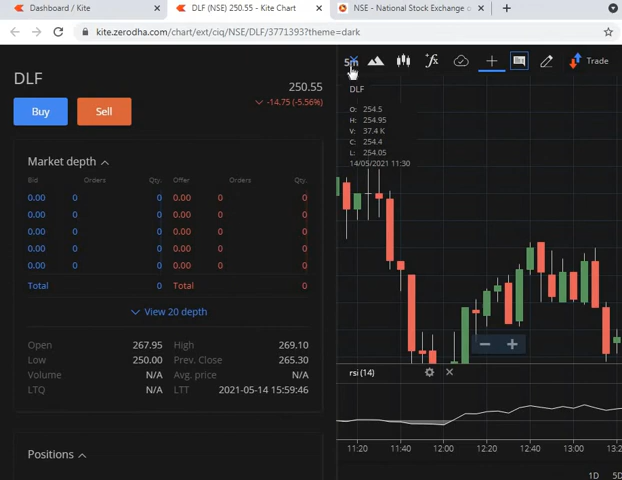 Dashboard / Kite
DLF (NSE) 250.55 - Kite Chart
NSE - National Stock Exchange o
kite.zerodha.com/chart/ext/ciq/NSE/DLF/3771393?theme=dark
DLF
250.55
-14.75 (-5.56%)
Buy
Sell
Market depth
Bid Orders Qty. Offer Orders Qty.
0.00 0 0 0.00 0 0
0.00 0 0 0.00 0 0
0.00 0 0 0.00 0 0
0.00 0 0 0.00 0 0
0.00 0 0 0.00 0 0
Total 0 Total 0
View 20 depth
Open 267.95 High 269.10
Low 250.00 Prev. Close 265.30
Volume N/A Avg. price N/A
LTQ N/A LTT 2021-05-14 15:59:46
Positions
5m
Trade
DLF
O: 254.5
H: 254.95
V: 37.4 K
C: 254.4
L: 254.05
14/05/2021 11:30
rsi (14)
11:20 11:40 12:00 12:20 12:40 13:00 13:2
1D 5D